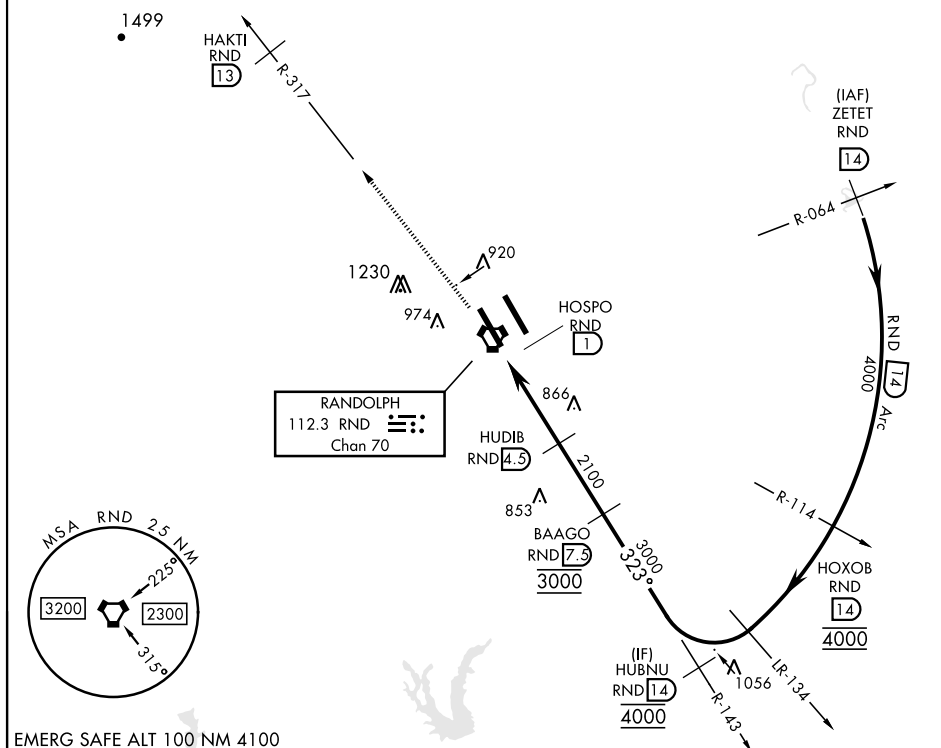 1499
HAKTI
RND
13
R-317
(IAF)
ZETET
RND
14
R-064
920
1230
974
HOSPO
RND
1
RND
14
Arc
4000
RANDOLPH
112.3 RND
Chan 70
866
HUDIB
RND 4.5
2100
853
R-114
BAAGO
RND 7.5
3000
3000
323°
HOXOB
RND
14
4000
MSA RND 25 NM
225°
3200
2300
315°
(IF)
HUBNU
RND 14
4000
1056
LR-134
R-143
EMERG SAFE ALT 100 NM 4100